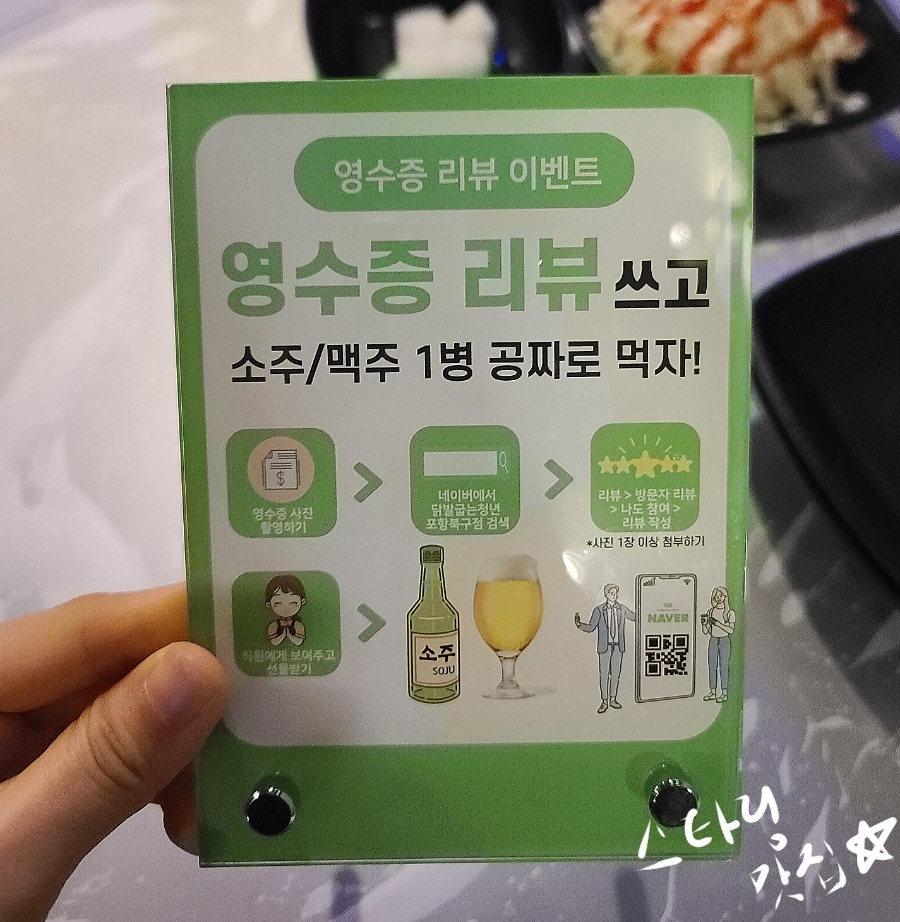 영수증 리뷰 이벤트
영수증 리뷰 쓰고
소주/맥주 1병 공짜로 먹자!
영수증 사진
촬영하기
네이버에서
닭발굽는청년
포항북구점 검색
리뷰 > 방문자 리뷰
> 나도 참여 >
리뷰 작성
*사진 1장 이상 첨부하기
직원에게 보여주고
선물받기
소주
SOJU
NAVER
스타링
맛집